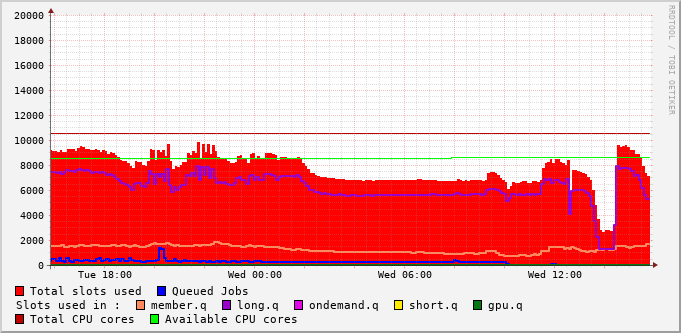 20000
18000
16000
14000
12000
10000
8000
6000
4000
2000
0
Tue 18:00 Wed 00:00 Wed 06:00 Wed 12:00
Total slots used Queued Jobs
Slots used in : member.q long.q ondemand.q short.q gpu.q
Total CPU cores Available CPU cores
RRDTOOL / TOBI OETIKER